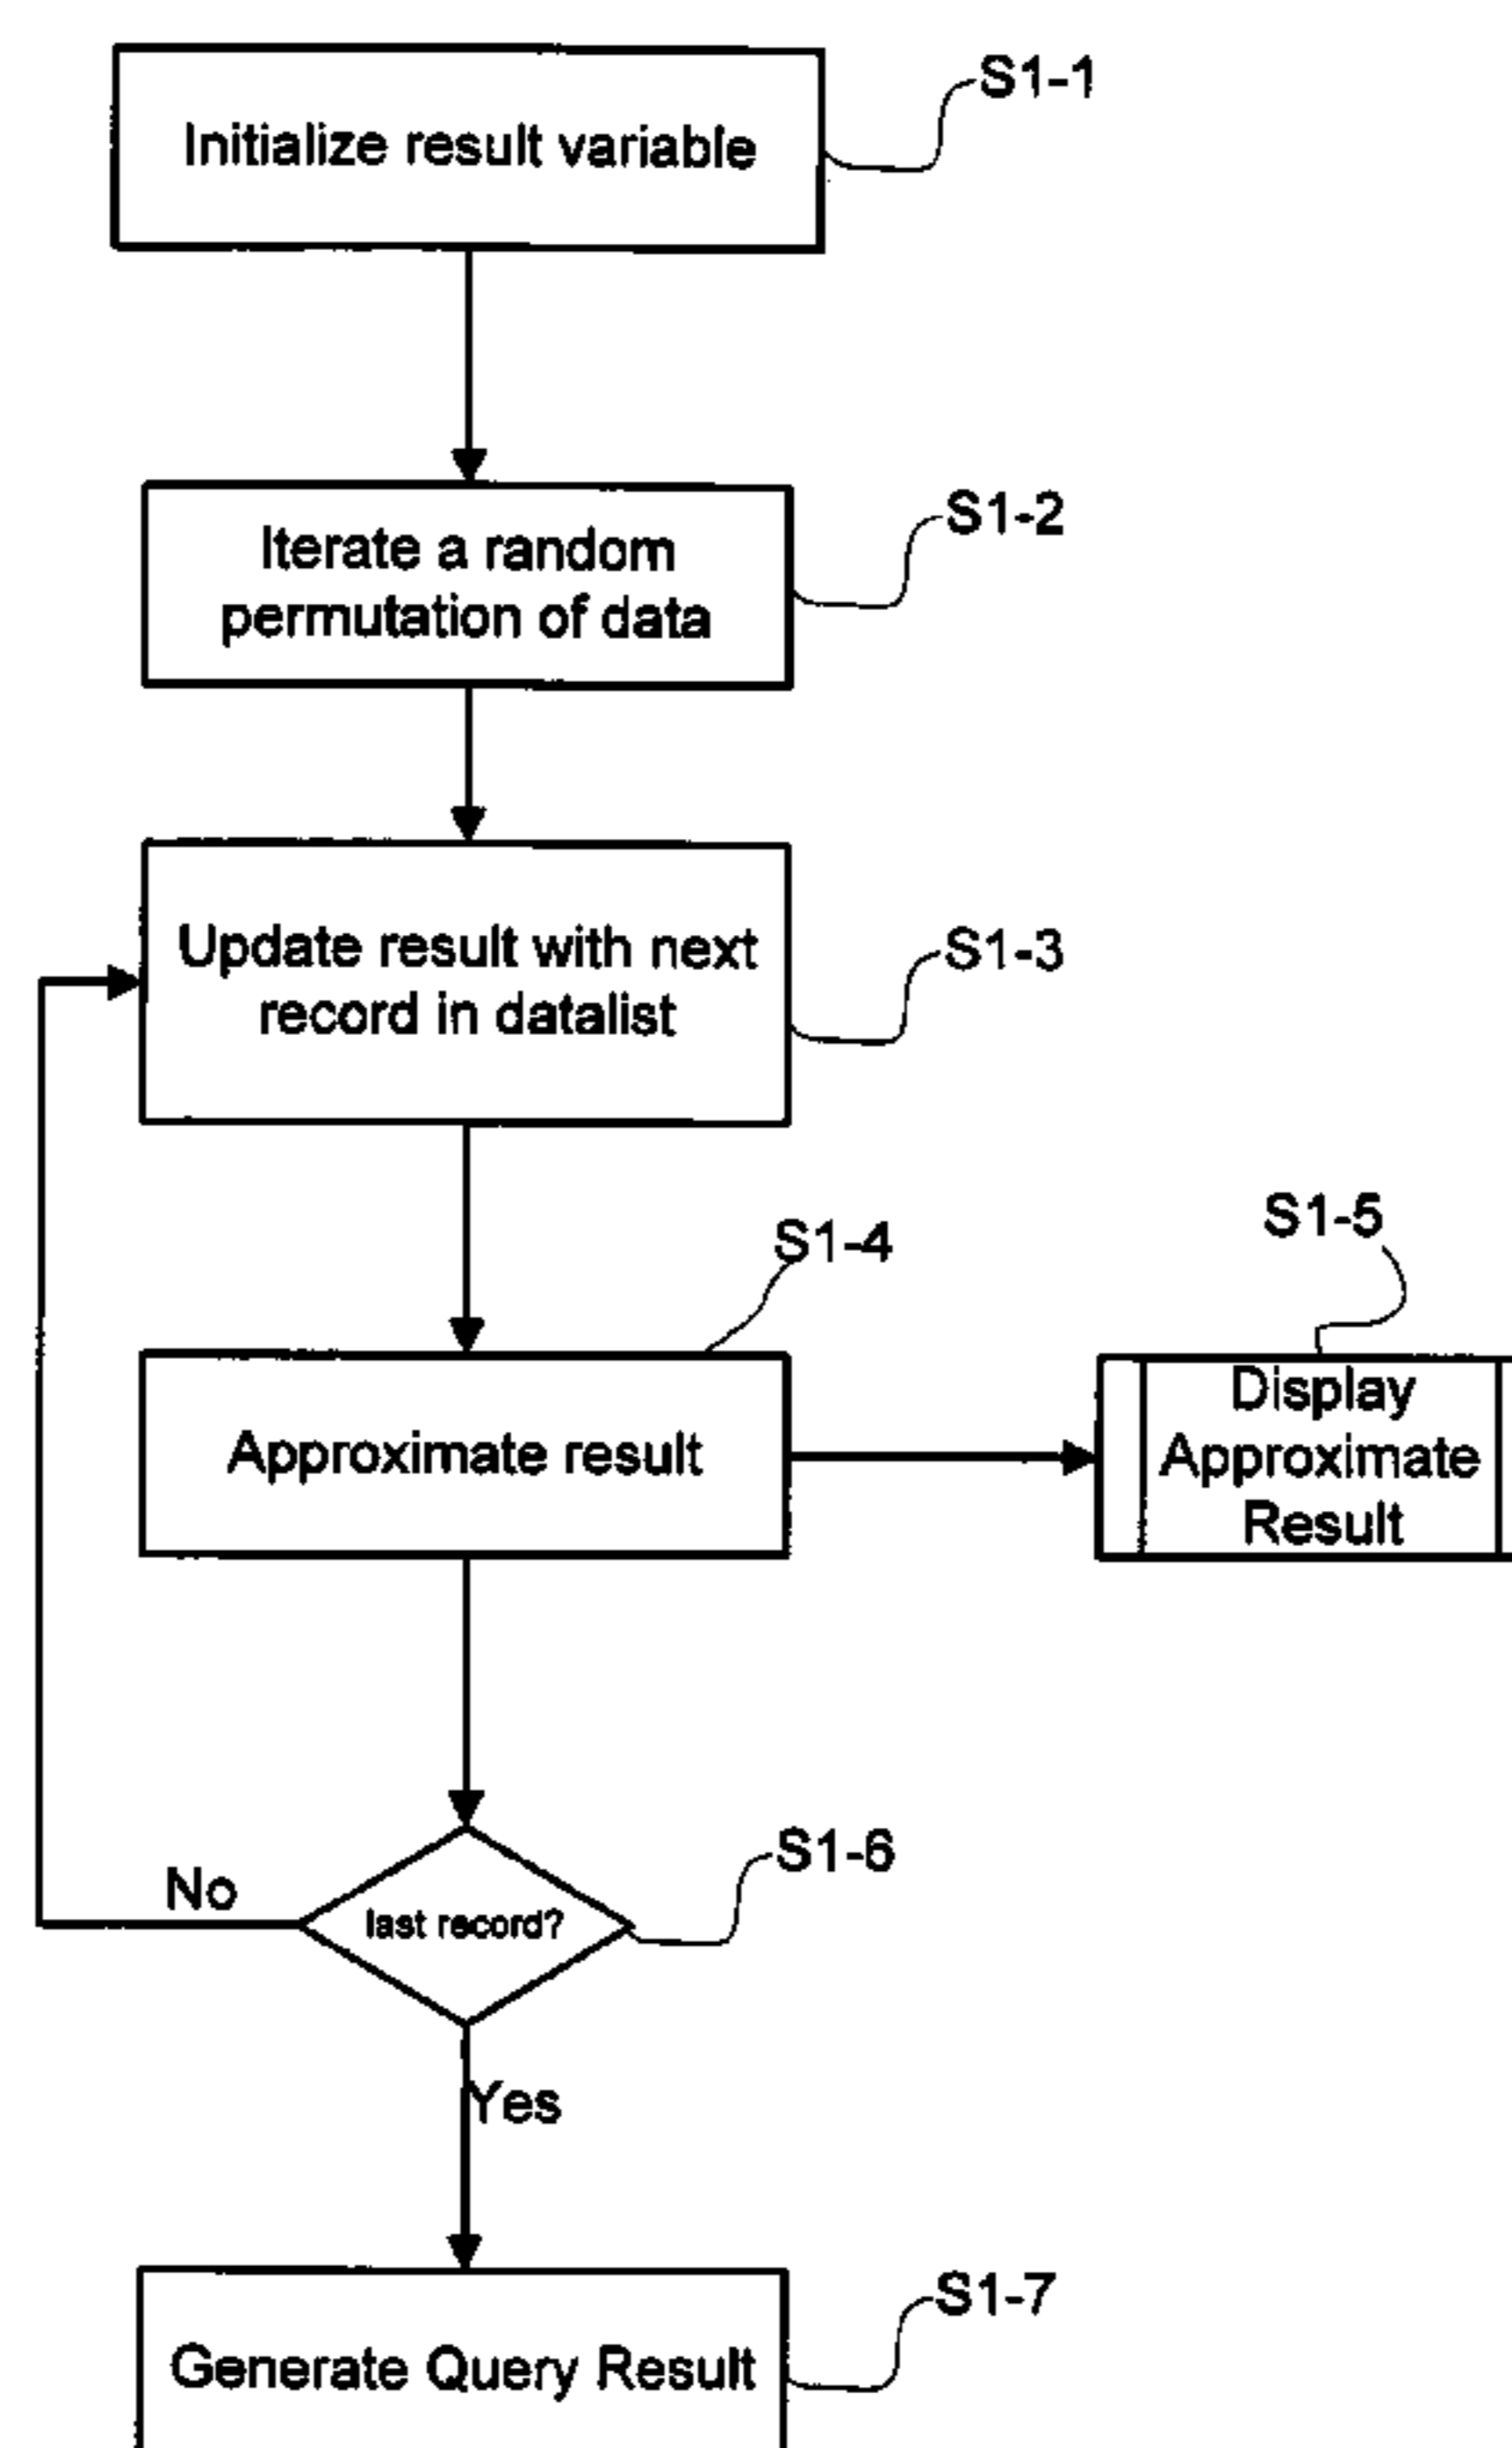 S1-1
Initialize result variable
S1-2
Iterate a random
permutation of data
S1-3
Update result with next
record in datalist
S1-4
S1-5
Approximate result
Display
Approximate
Result
S1-6
No
last record?
Yes
S1-7
Generate Query Result